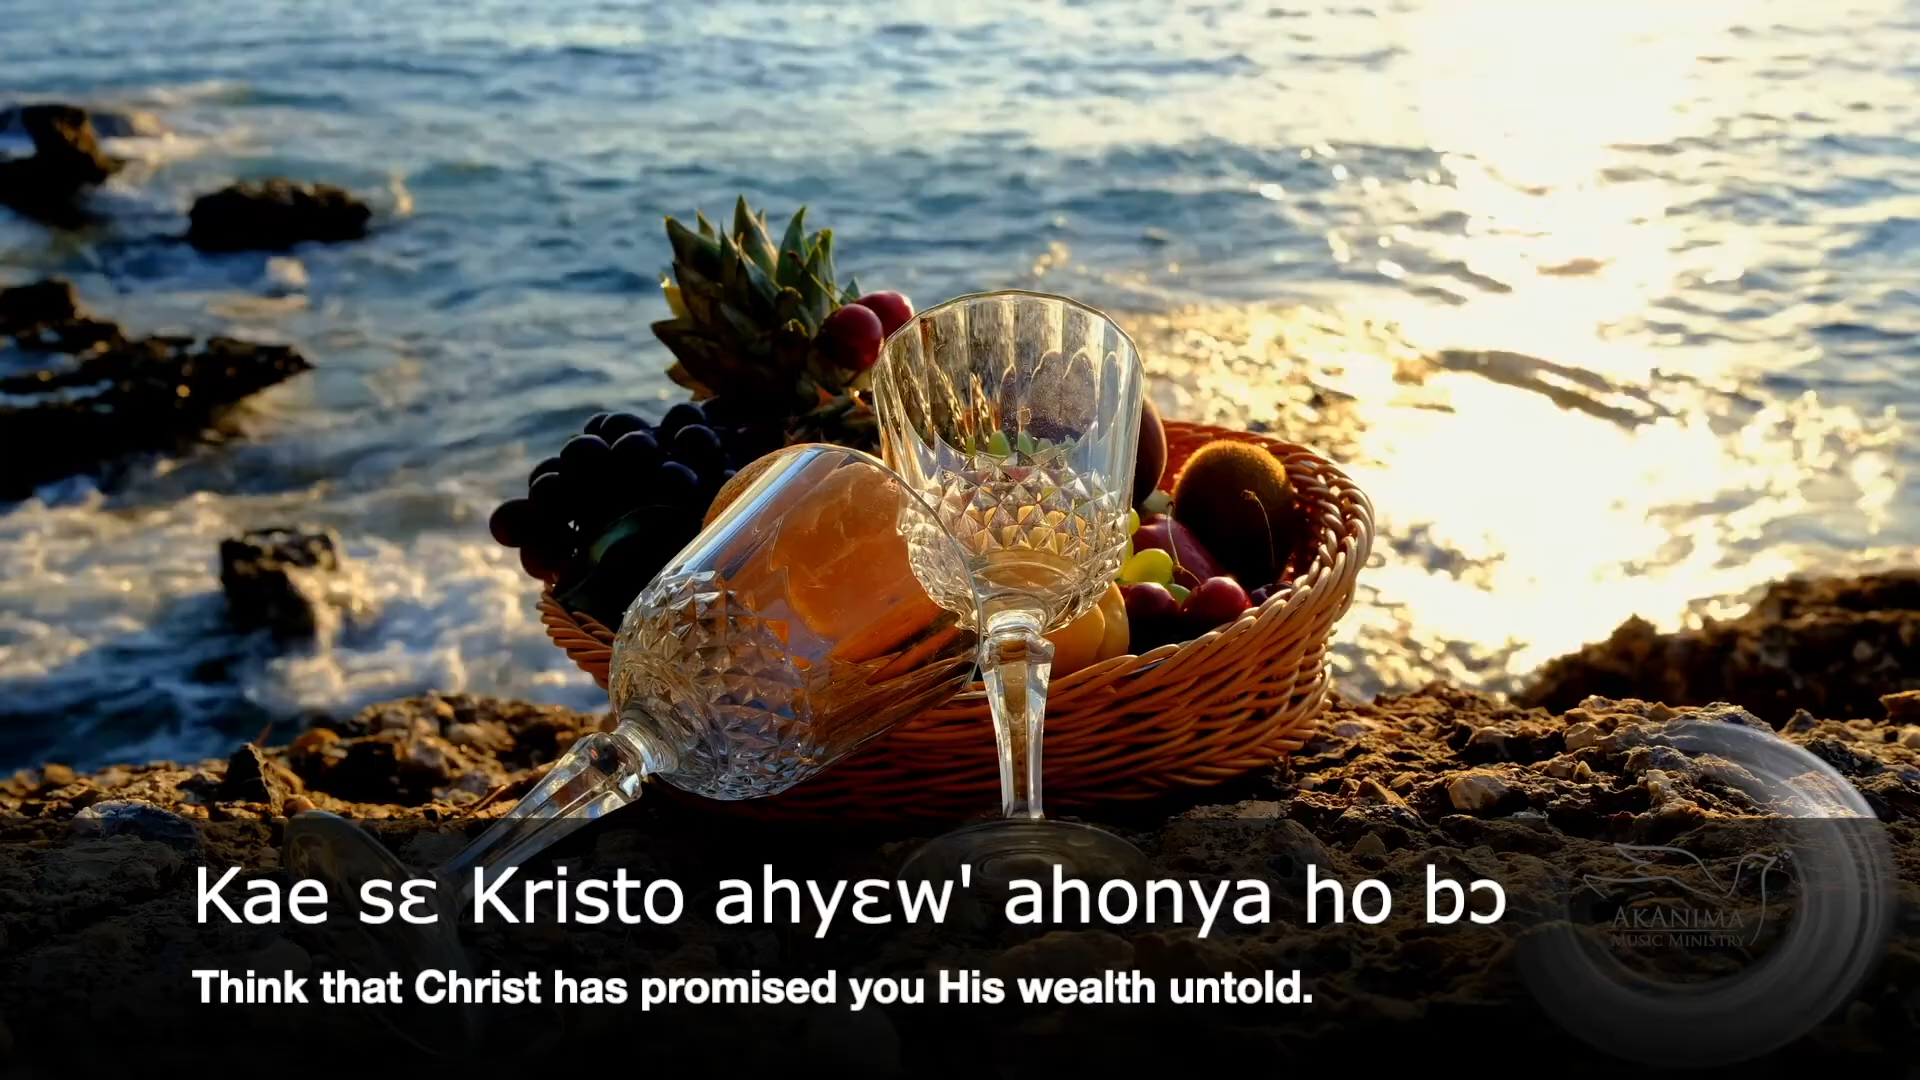 Kae sɛ Kristo ahyɛw' ahonya ho bɔ
Think that Christ has promised you His wealth untold.
AKANIMA
MUSIC MINISTRY